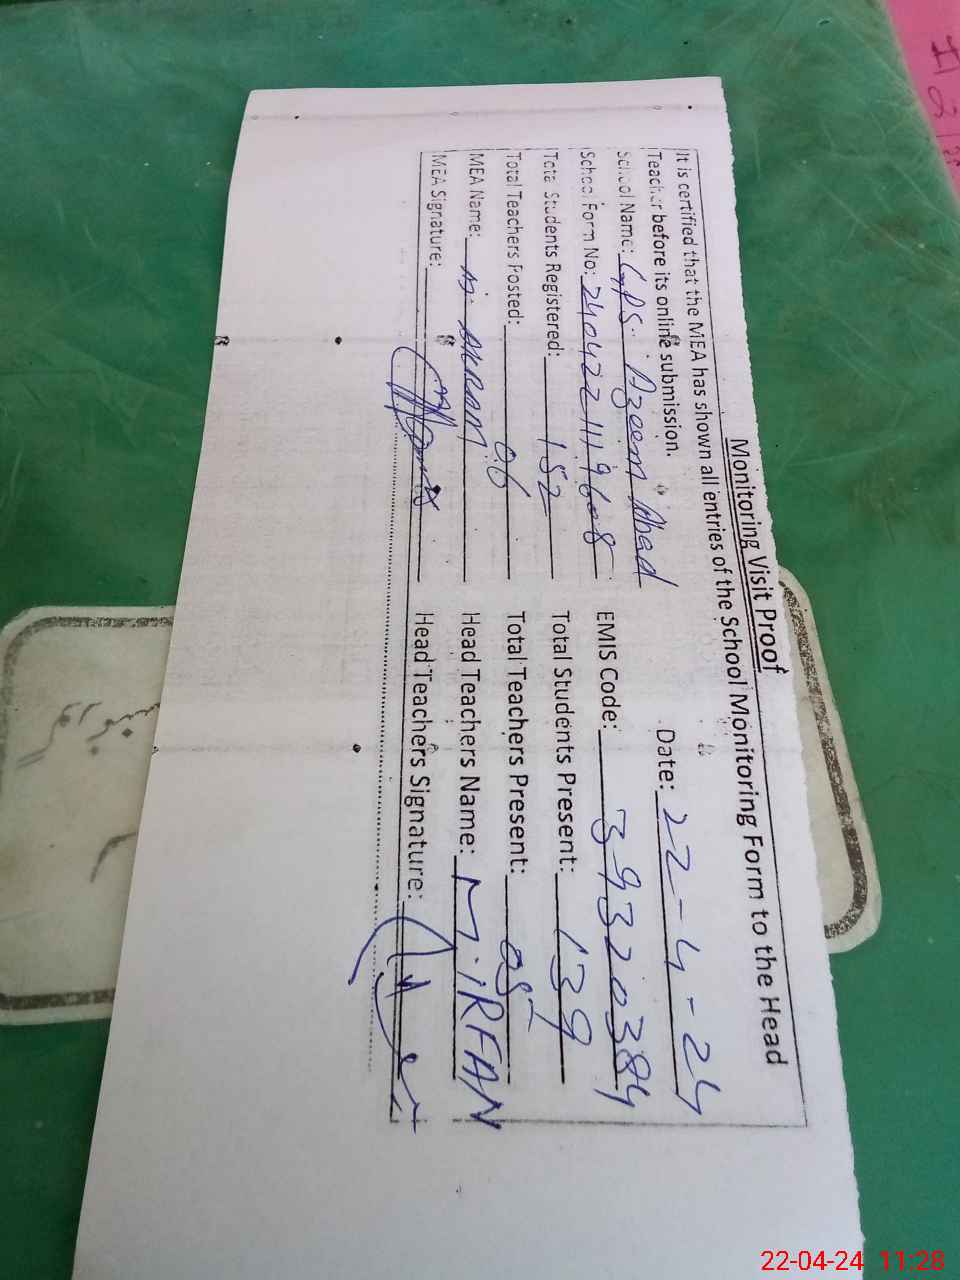 Monitoring Visit Proof
It is certified that the MEA has shown all entries of the School Monitoring Form to the Head
Teacher before its online submission. Date: 22-4-24
School Name: GPS. Azeem Ahad
School Form No: 2404221119608 EMIS Code: 39320384
Total Students Registered: 152 Total Students Present: 139
Total Teachers Posted: 06 Total Teachers Present: 05
MEA Name: M. AKRAM Head Teachers Name: M. iRFAN
MEA Signature: Head Teachers Signature:
22-04-24 11:28